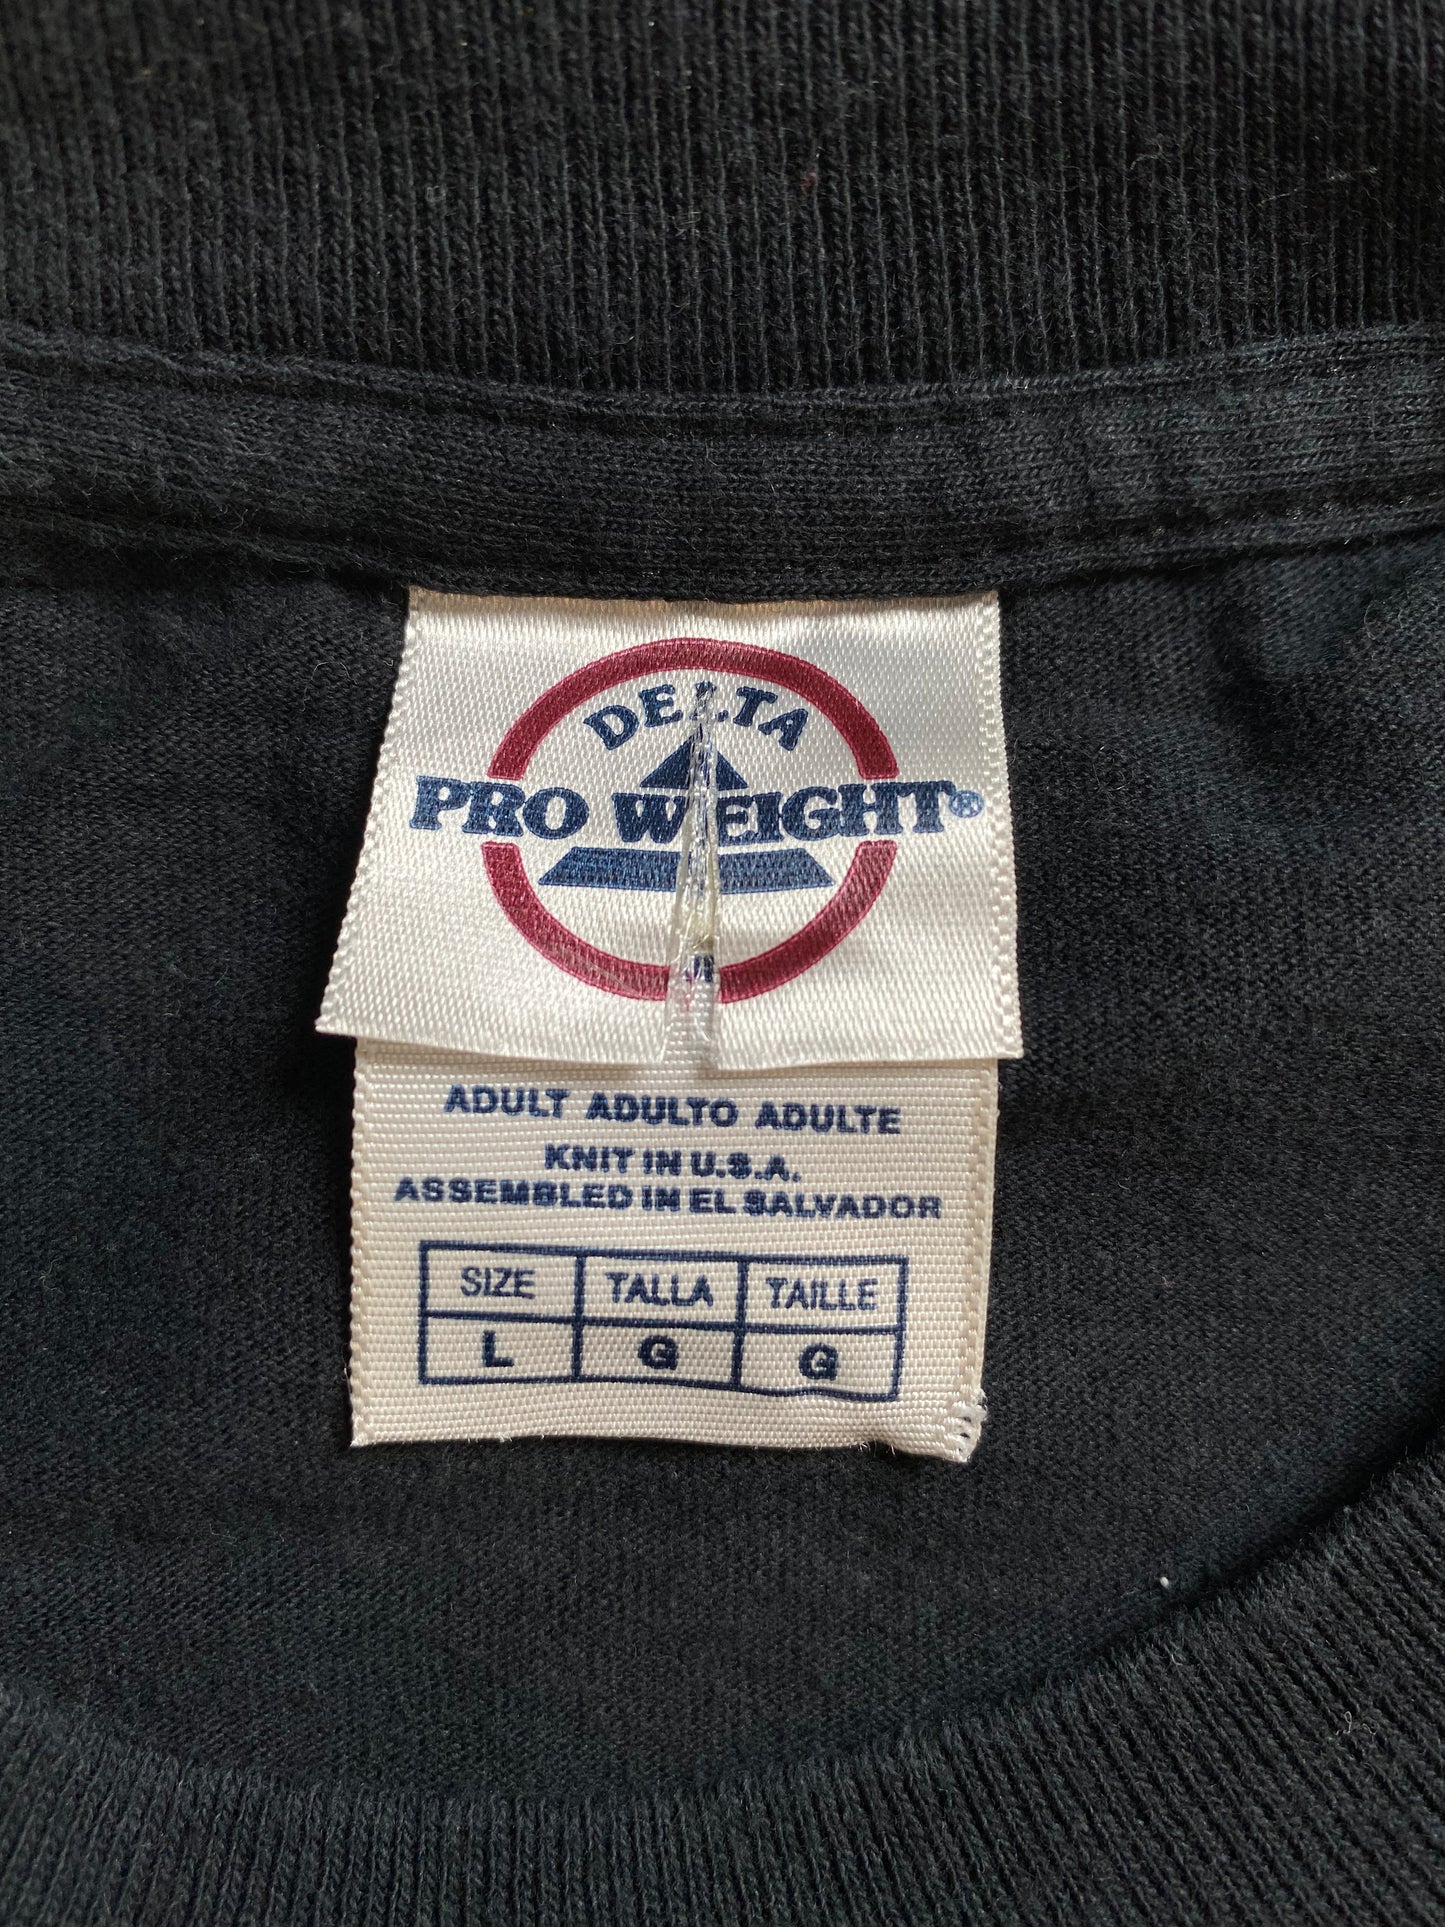 DELTA
PRO WEIGHT®
ADULT ADULTO ADULTE
KNIT IN U.S.A.
ASSEMBLED IN EL SALVADOR
SIZE TALLA TAILLE
L G G